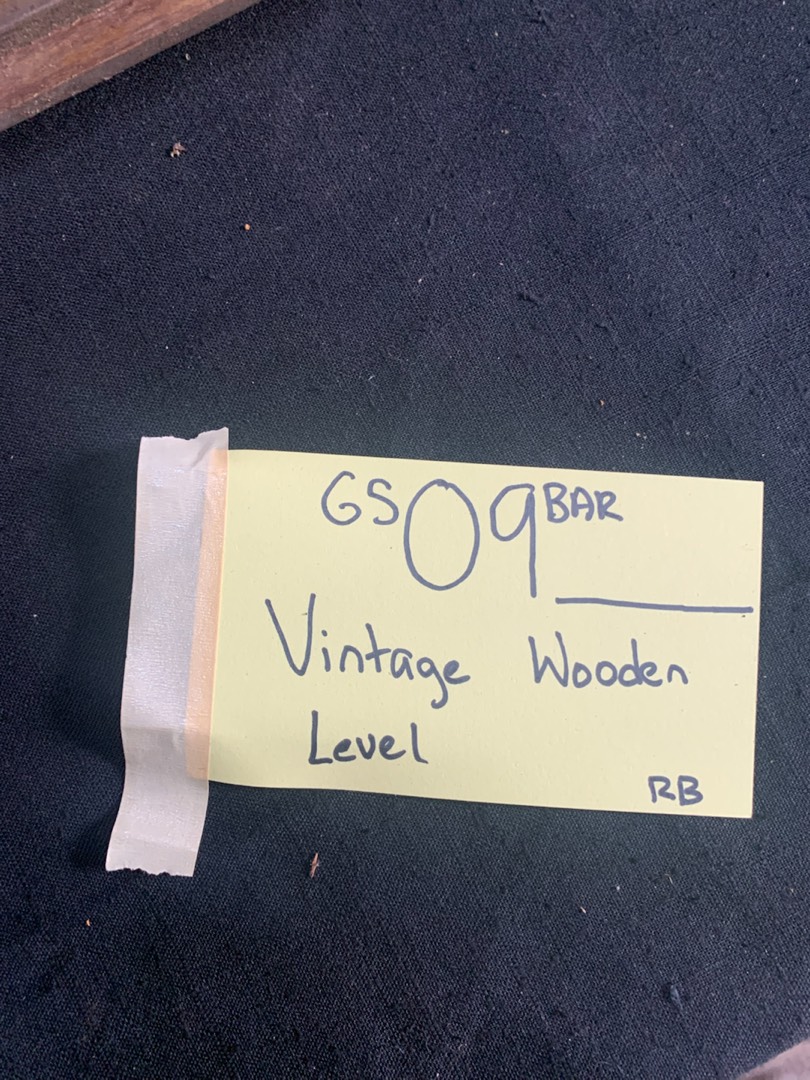 GS09BAR
Vintage Wooden
Level
RB